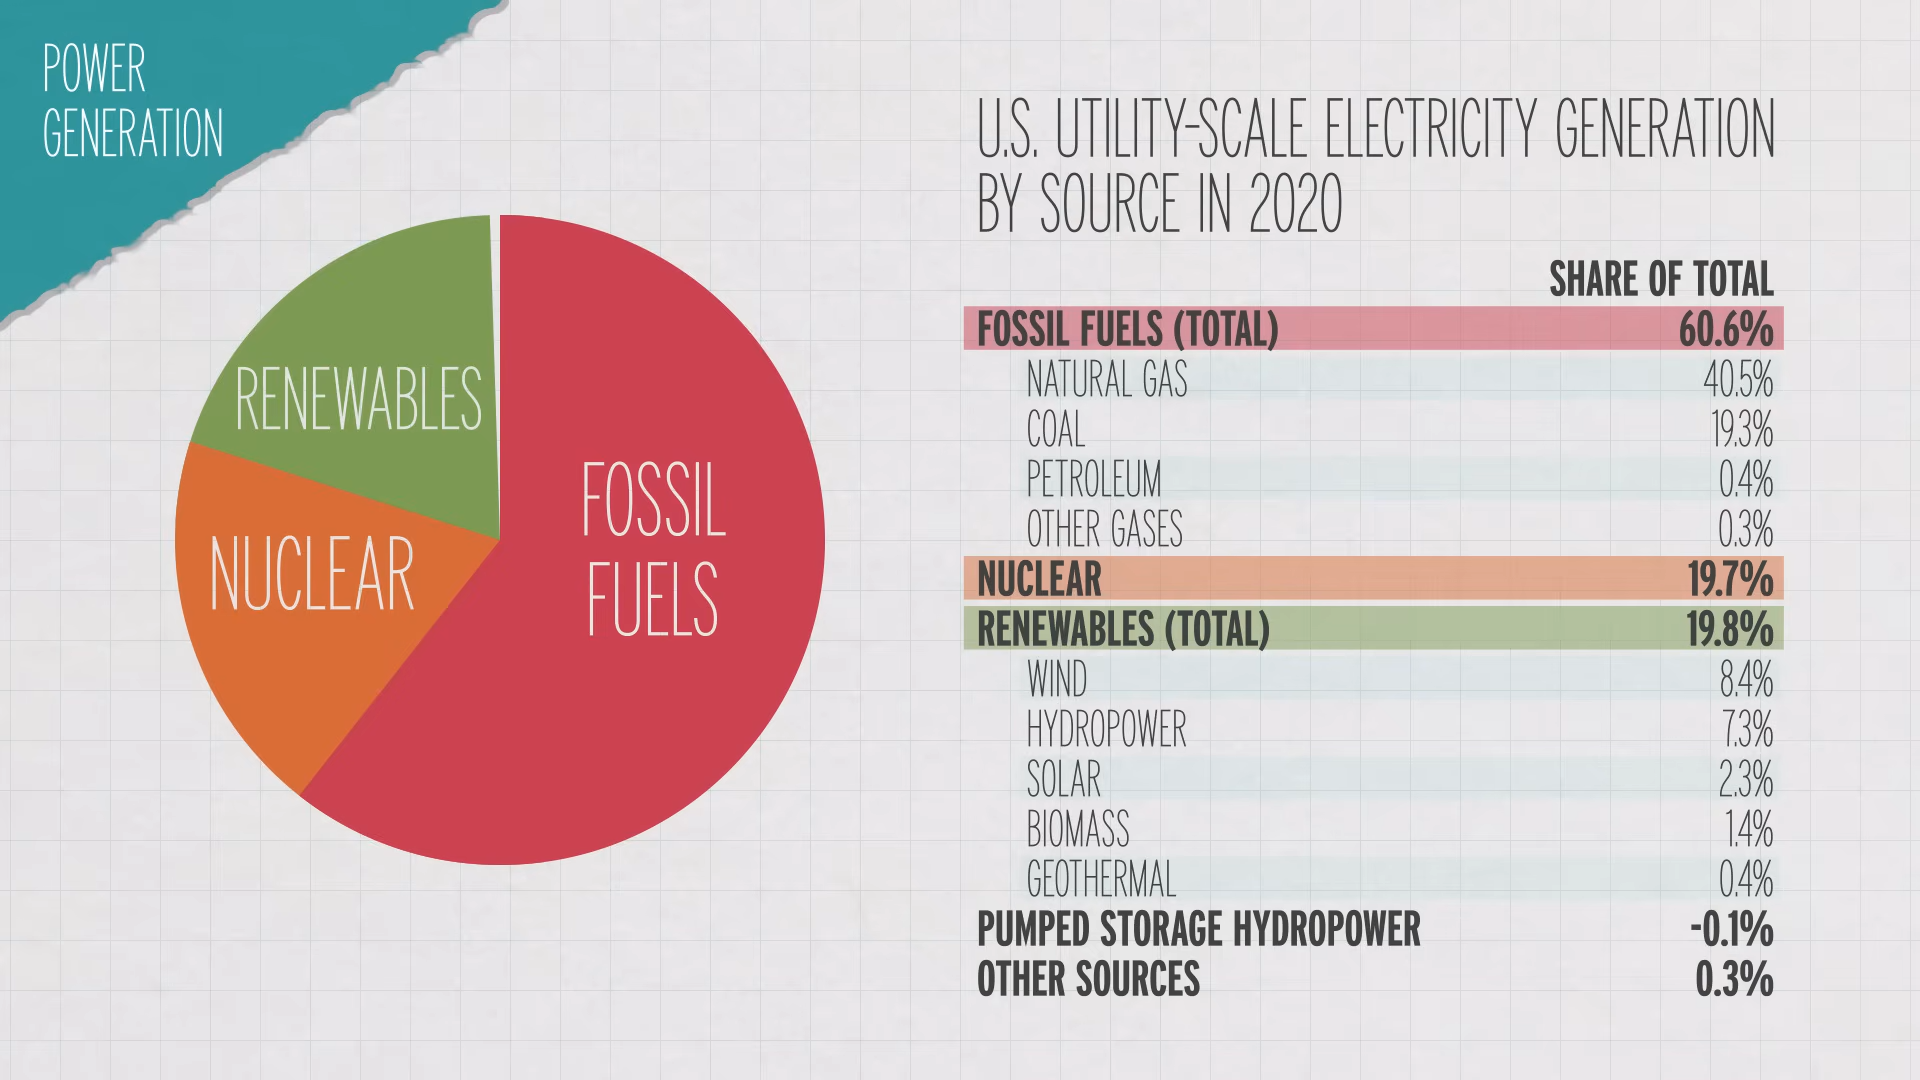 POWER
GENERATION
U.S. UTILITY-SCALE ELECTRICITY GENERATION
BY SOURCE IN 2020
SHARE OF TOTAL
FOSSIL FUELS (TOTAL) 60.6%
NATURAL GAS 40.5%
COAL 19.3%
PETROLEUM 0.4%
OTHER GASES 0.3%
NUCLEAR 19.7%
RENEWABLES (TOTAL) 19.8%
WIND 8.4%
HYDROPOWER 7.3%
SOLAR 2.3%
BIOMASS 1.4%
GEOTHERMAL 0.4%
PUMPED STORAGE HYDROPOWER -0.1%
OTHER SOURCES 0.3%
RENEWABLES
NUCLEAR
FOSSIL
FUELS